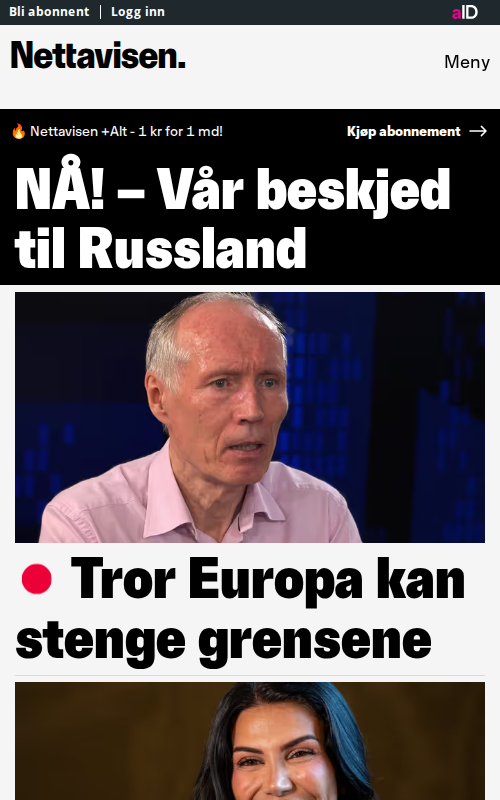 Bli abonnent | Logg inn
aID
Nettavisen.
Meny
🔥 Nettavisen +Alt - 1 kr for 1 md!
Kjøp abonnement →
NÅ! – Vår beskjed
til Russland
Tror Europa kan
stenge grensene